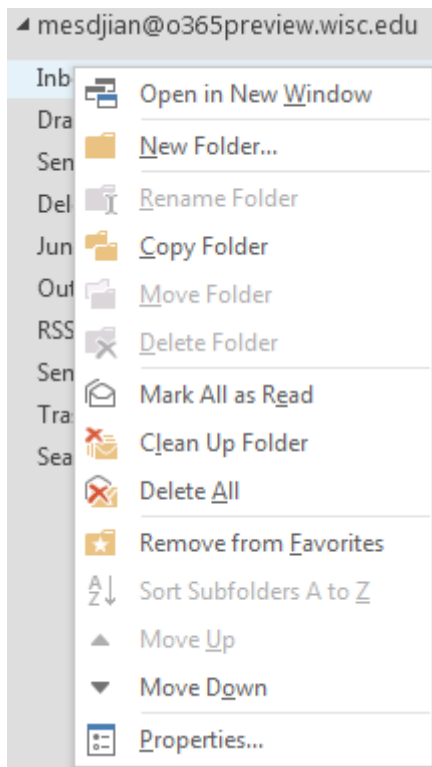 mesdjian@o365preview.wisc.edu
Inb
Open in New Window
Dra
New Folder...
Sen
Rename Folder
Del
Jun
Copy Folder
Out
Move Folder
RSS
Delete Folder
Sen
Mark All as Read
Tra
Clean Up Folder
Sea
Delete All
Remove from Favorites
Sort Subfolders A to Z
Move Up
Move Down
Properties...